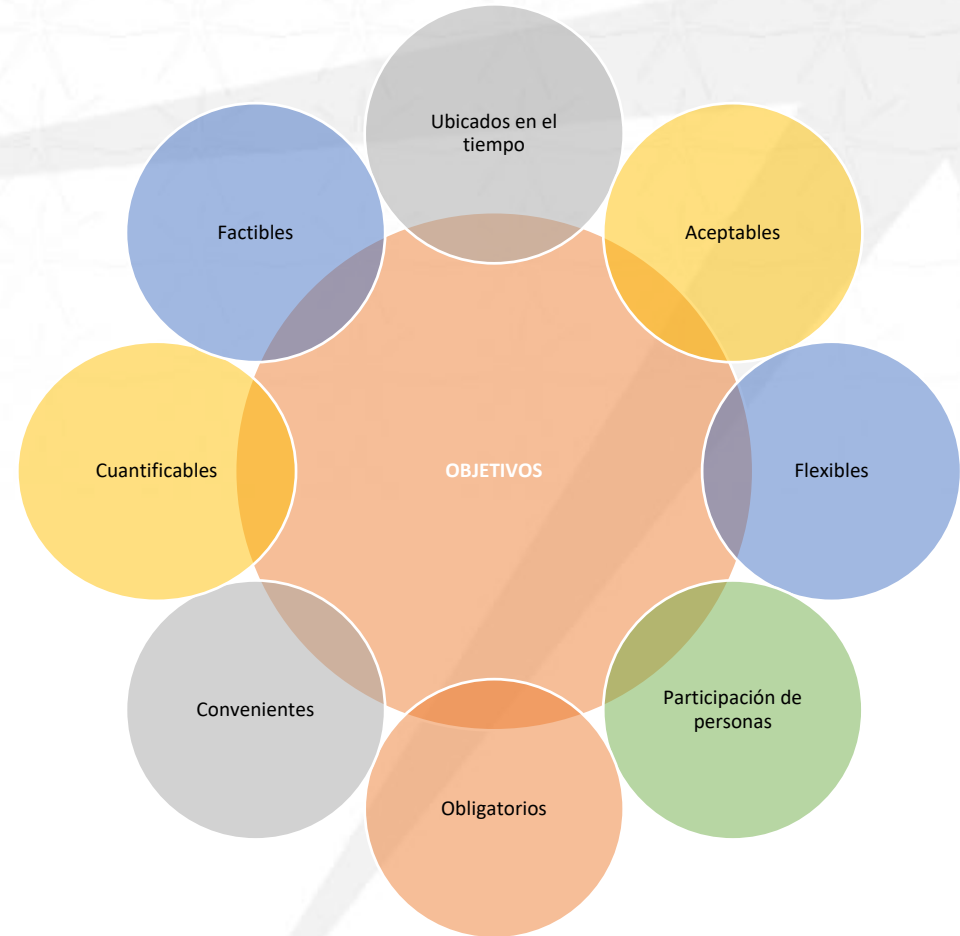 Ubicados en el
tiempo
Factibles
Aceptables
Cuantificables
OBJETIVOS
Flexibles
Convenientes
Participación de
personas
Obligatorios